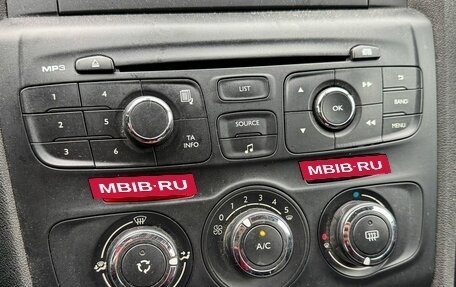 MP3
1 4
2 5
3 6
TA
INFO
LIST
SOURCE
OK
BAND
MENU
MBIB-RU
MBIB-RU
0 1 2 3 4 5
A/C